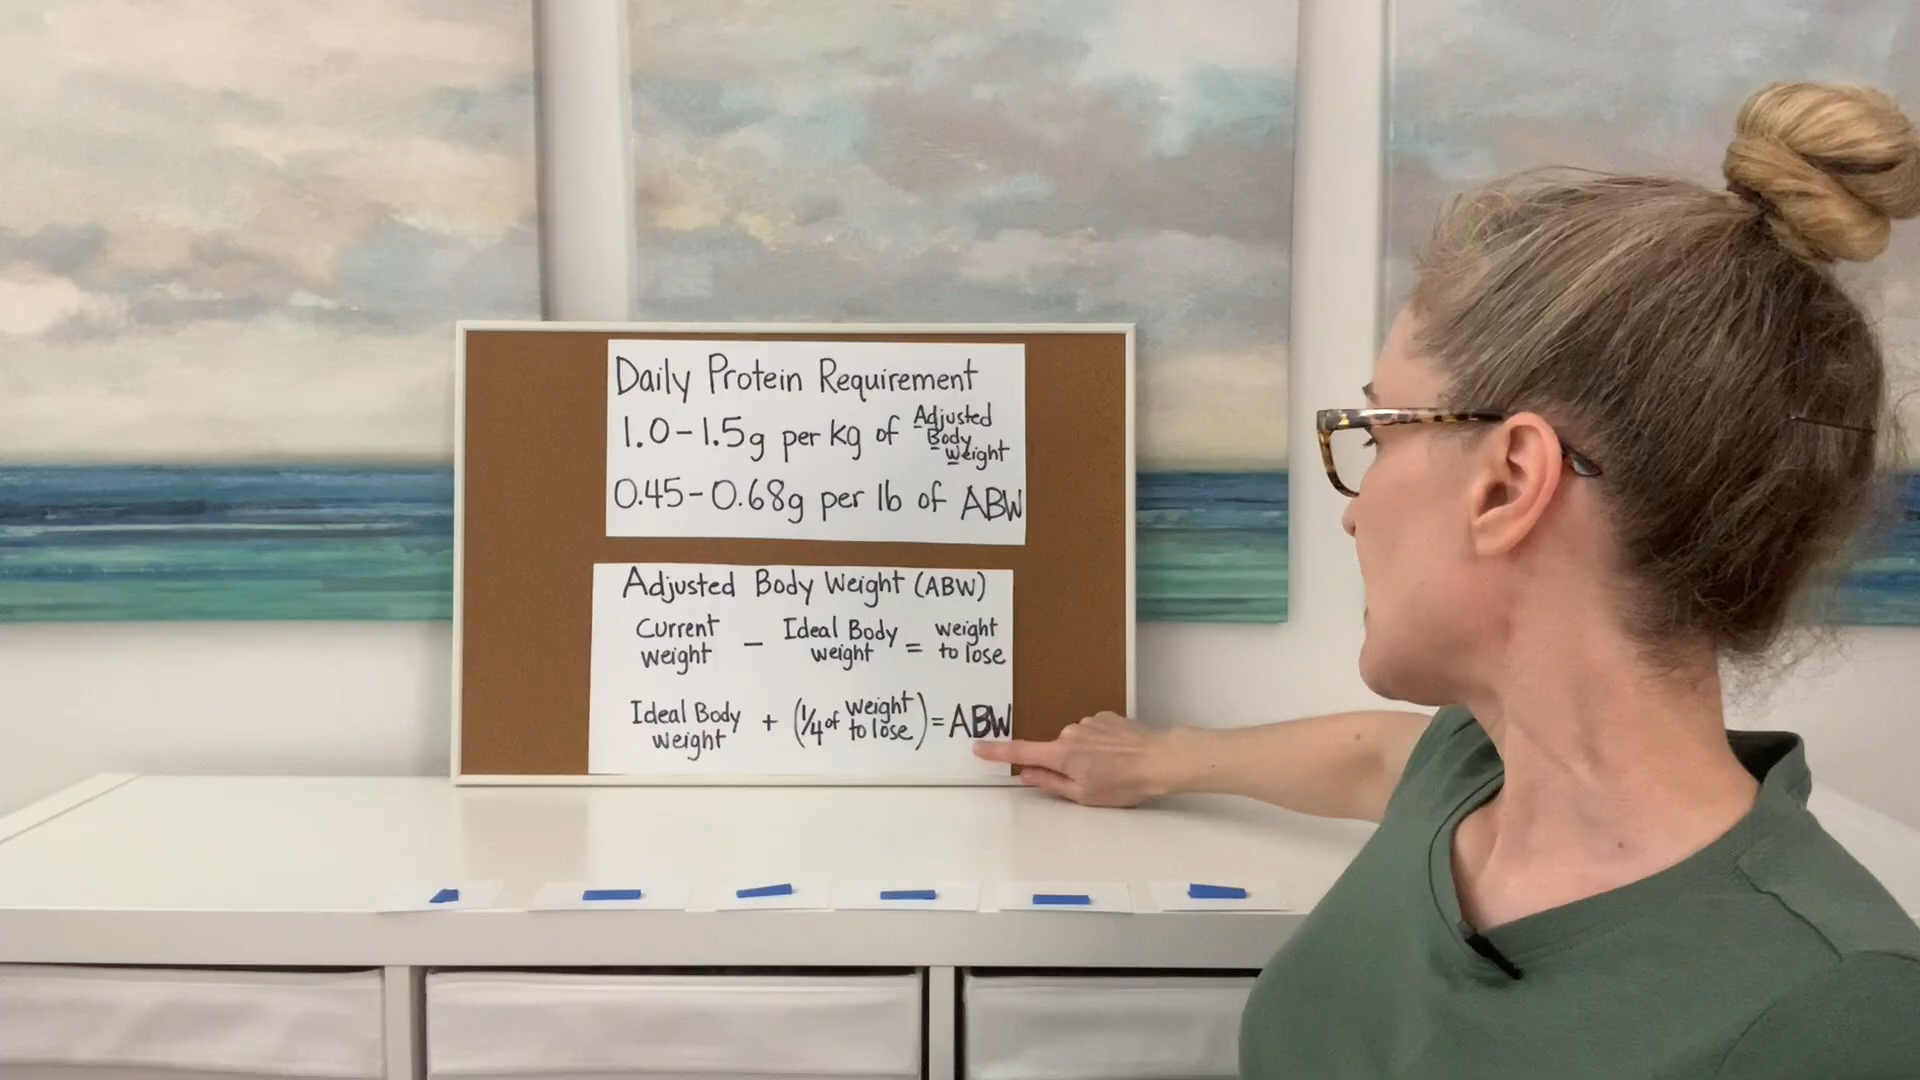 Daily Protein Requirement
1.0-1.5g per kg of Adjusted Body Weight
0.45-0.68g per lb of ABW
Adjusted Body Weight (ABW)
Current weight - Ideal Body weight = weight to lose
Ideal Body weight + (1/4 of weight to lose) = ABW